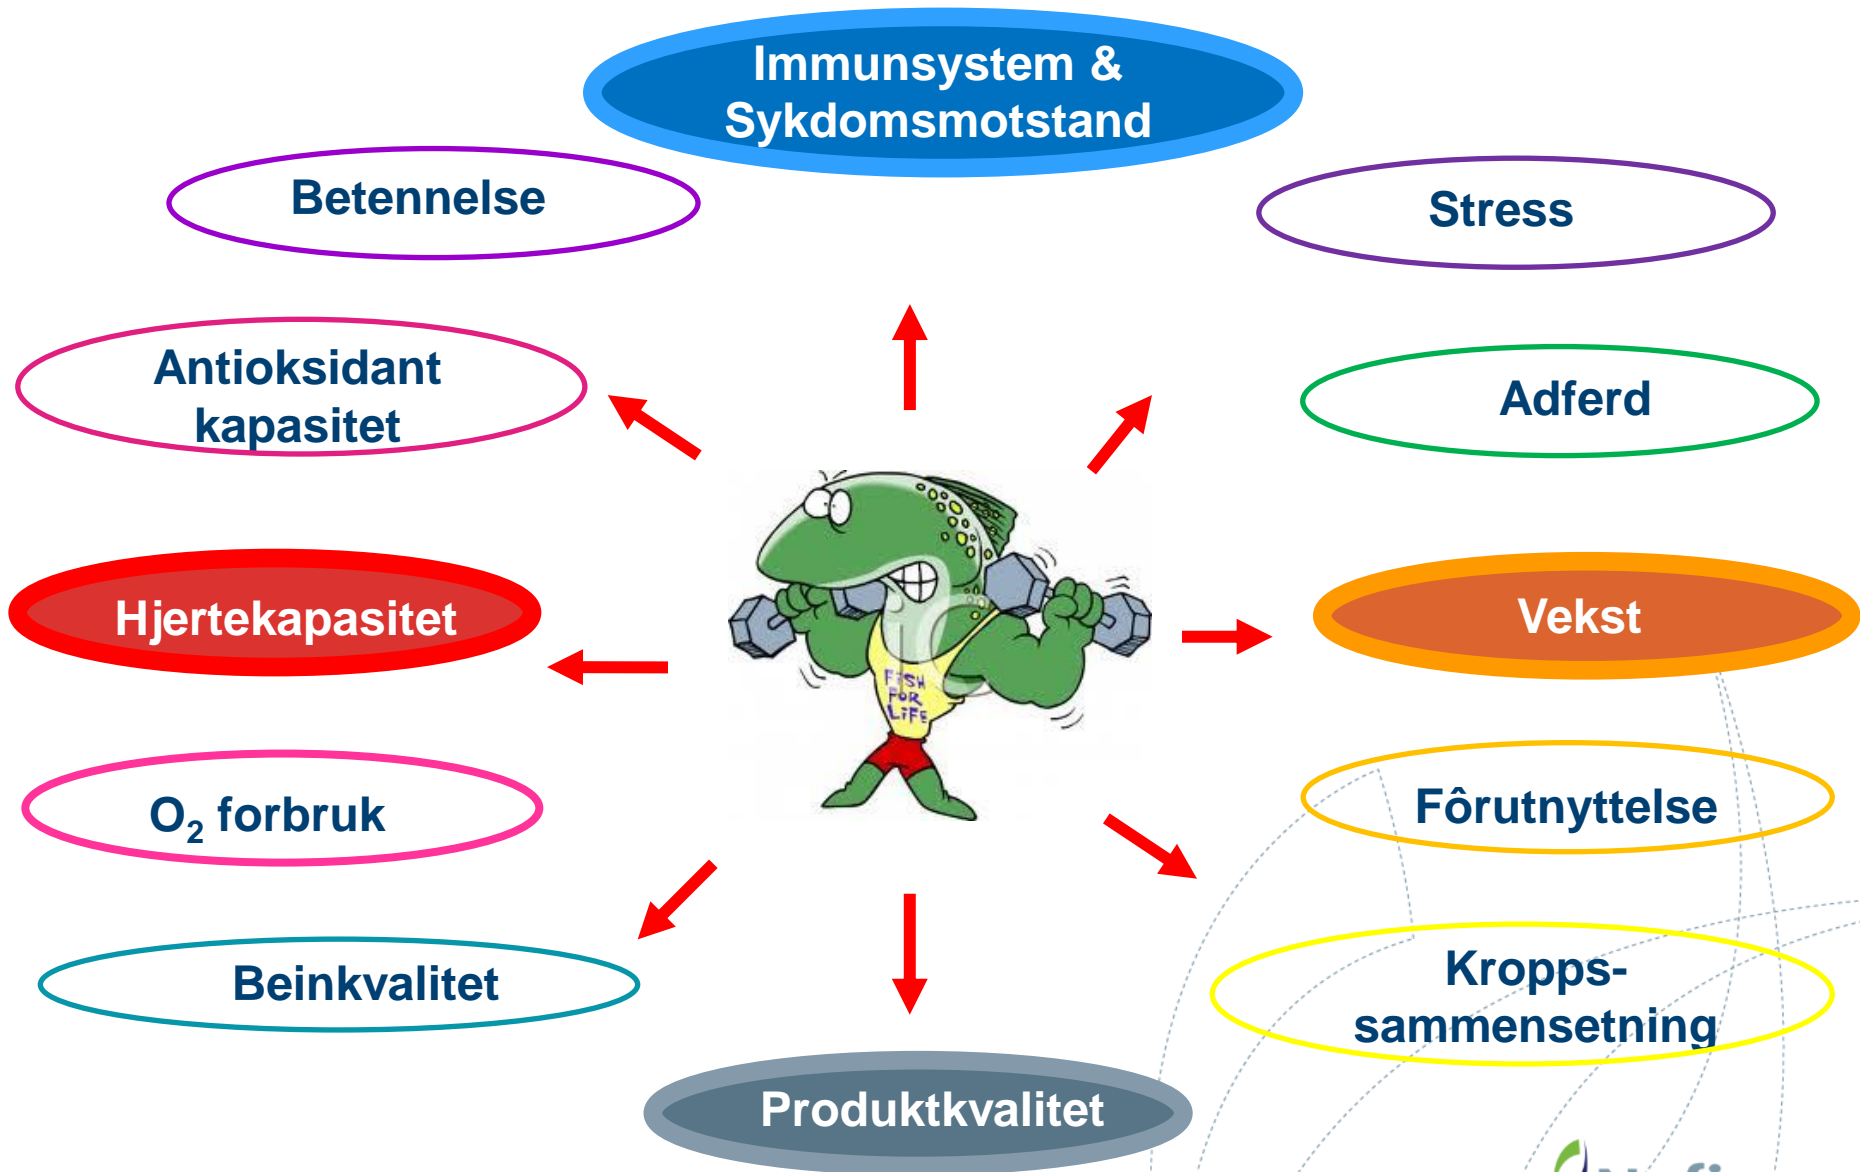 Immunsystem &
Sykdomsmotstand
Betennelse
Stress
Antioksidant
kapasitet
Adferd
Hjertekapasitet
FISH
FOR
LIFE
Vekst
O₂ forbruk
Fôrutnyttelse
Beinkvalitet
Kropps-
sammensetning
Produktkvalitet